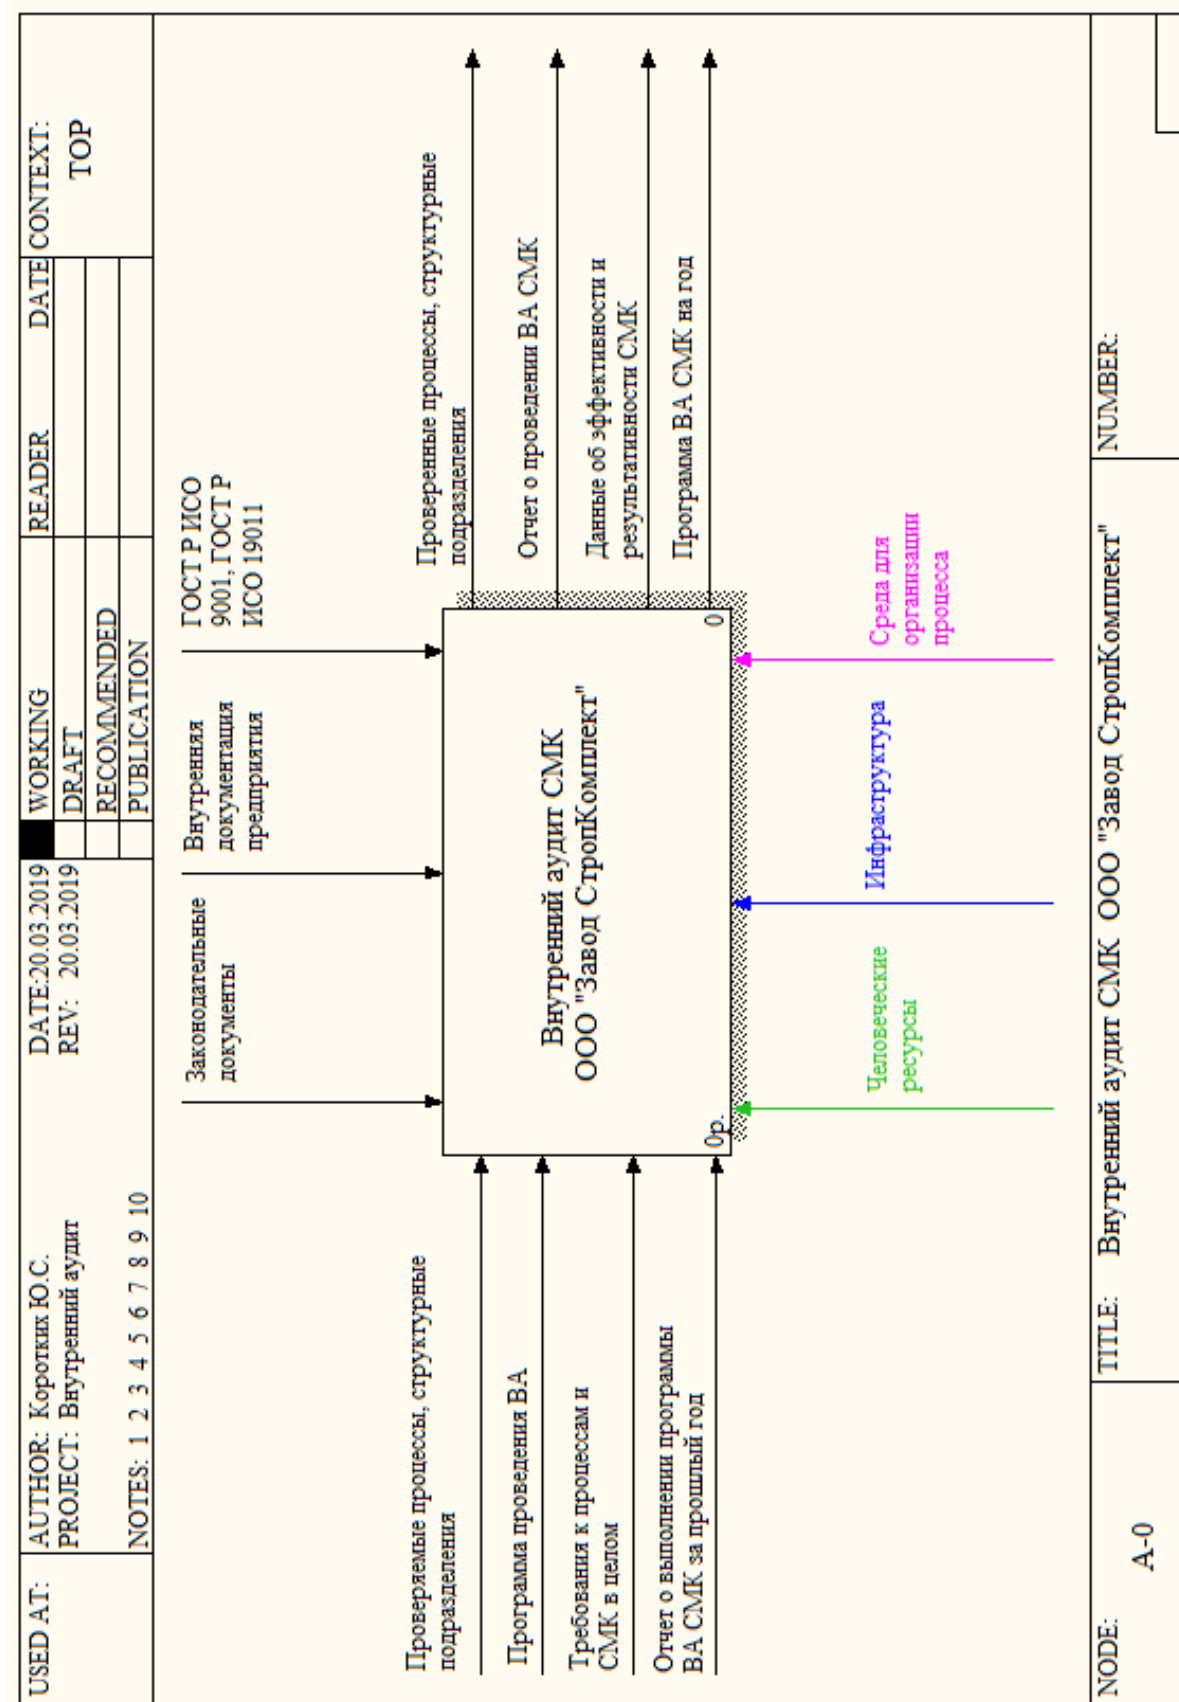 USED AT:
AUTHOR: Коротких Ю.С.
PROJECT: Внутренний аудит
NOTES: 1 2 3 4 5 6 7 8 9 10
DATE:20.03.2019
REV: 20.03.2019
WORKING
DRAFT
RECOMMENDED
PUBLICATION
READER
DATE
CONTEXT:
TOP
Законодательные
документы
Внутренняя
документация
предприятия
ГОСТ Р ИСО
9001, ГОСТ Р
ИСО 19011
Проверяемые процессы, структурные
подразделения
Программа проведения ВА
Требования к процессам и
СМК в целом
Отчет о выполнении программы
ВА СМК за прошлый год
Внутренний аудит СМК
ООО "Завод СтропКомплект"
0р.
0
Проверенные процессы, структурные
подразделения
Отчет о проведении ВА СМК
Данные об эффективности и
результативности СМК
Программа ВА СМК на год
Человеческие
ресурсы
Инфраструктура
Среда для
организации
процесса
NODE:
A-0
TITLE:
Внутренний аудит СМК ООО "Завод СтропКомплект"
NUMBER: